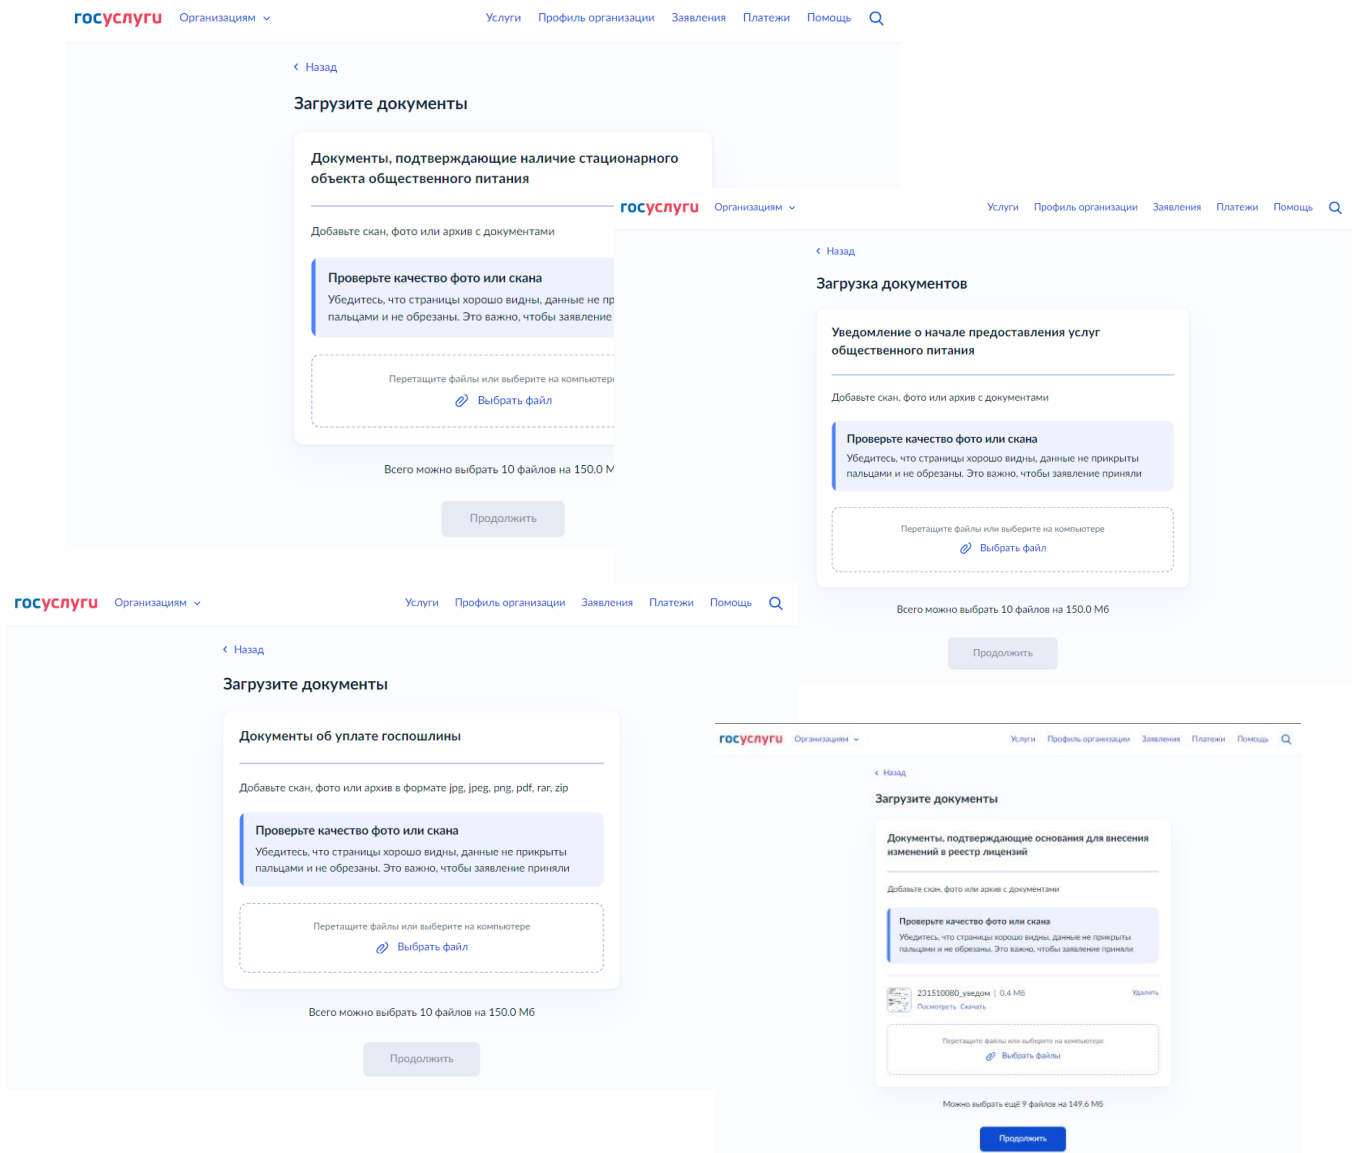 госуслуги Организациям Услуги Профиль организации Заявления Платежи Помощь
Назад
Загрузите документы
Документы, подтверждающие наличие стационарного
объекта общественного питания
Добавьте скан, фото или архив с документами
Проверьте качество фото или скана
Убедитесь, что страницы хорошо видны, данные не пр
пальцами и не обрезаны. Это важно, чтобы заявление
Перетащите файлы или выберите на компьютере
Выбрать файл
Всего можно выбрать 10 файлов на 150.0 М
Продолжить
госуслуги Организациям Услуги Профиль организации Заявления Платежи Помощь
Назад
Загрузка документов
Уведомление о начале предоставления услуг
общественного питания
Добавьте скан, фото или архив с документами
Проверьте качество фото или скана
Убедитесь, что страницы хорошо видны, данные не прикрыты
пальцами и не обрезаны. Это важно, чтобы заявление приняли
Перетащите файлы или выберите на компьютере
Выбрать файл
Всего можно выбрать 10 файлов на 150.0 Мб
Продолжить
госуслуги Организациям Услуги Профиль организации Заявления Платежи Помощь
Назад
Загрузите документы
Документы об уплате госпошлины
Добавьте скан, фото или архив в формате jpg, jpeg, png, pdf, rar, zip
Проверьте качество фото или скана
Убедитесь, что страницы хорошо видны, данные не прикрыты
пальцами и не обрезаны. Это важно, чтобы заявление приняли
Перетащите файлы или выберите на компьютере
Выбрать файл
Всего можно выбрать 10 файлов на 150.0 Мб
Продолжить
госуслуги Организациям Услуги Профиль организации Заявления Платежи Помощь
Назад
Загрузите документы
Документы, подтверждающие основания для внесения
изменений в реестр лицензий
Добавьте скан, фото или архив с документами
Проверьте качество фото или скана
Убедитесь, что страницы хорошо видны, данные не прикрыты
пальцами и не обрезаны. Это важно, чтобы заявление приняли
231510080_уведом | 0.4 Мб Удалить
Посмотреть Скачать
Перетащите файлы или выберите на компьютере
Выбрать файлы
Можно выбрать ещё 9 файлов на 149.6 Мб
Продолжить